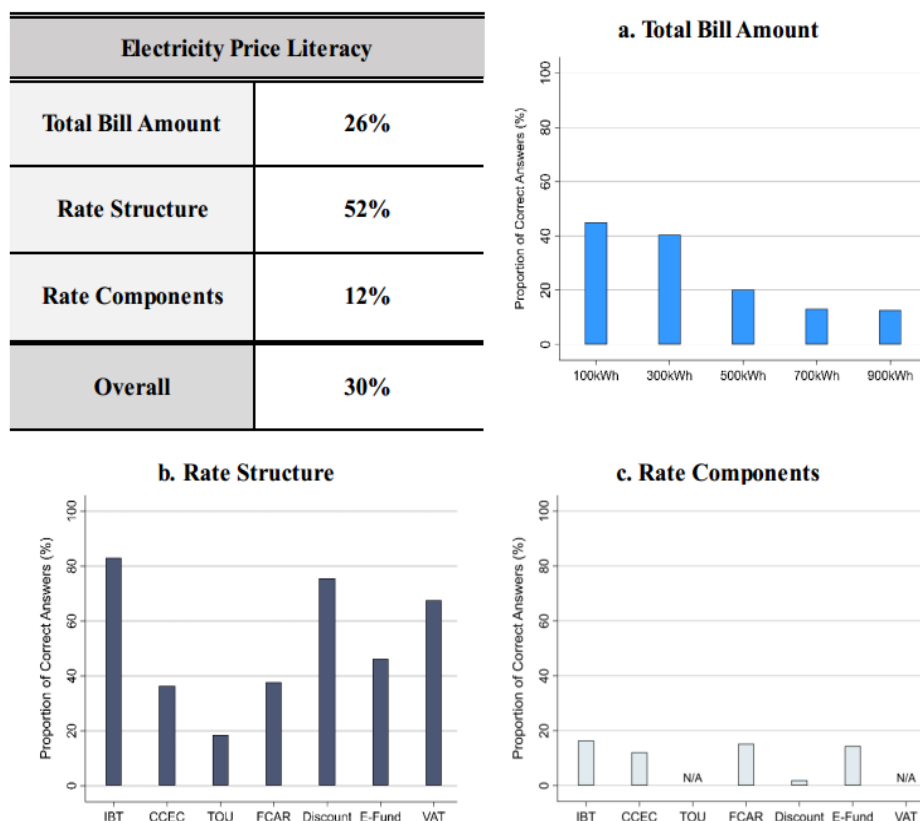 Electricity Price Literacy
Total Bill Amount 26%
Rate Structure 52%
Rate Components 12%
Overall 30%
a. Total Bill Amount
Proportion of Correct Answers (%)
100
80
60
40
20
0
100kWh 300kWh 500kWh 700kWh 900kWh
b. Rate Structure
Proportion of Correct Answers (%)
100
80
60
40
20
0
IBT CCEC TOU FCAR Discount E-Fund VAT
c. Rate Components
Proportion of Correct Answers (%)
100
80
60
40
20
0
N/A
N/A
IBT CCEC TOU FCAR Discount E-Fund VAT